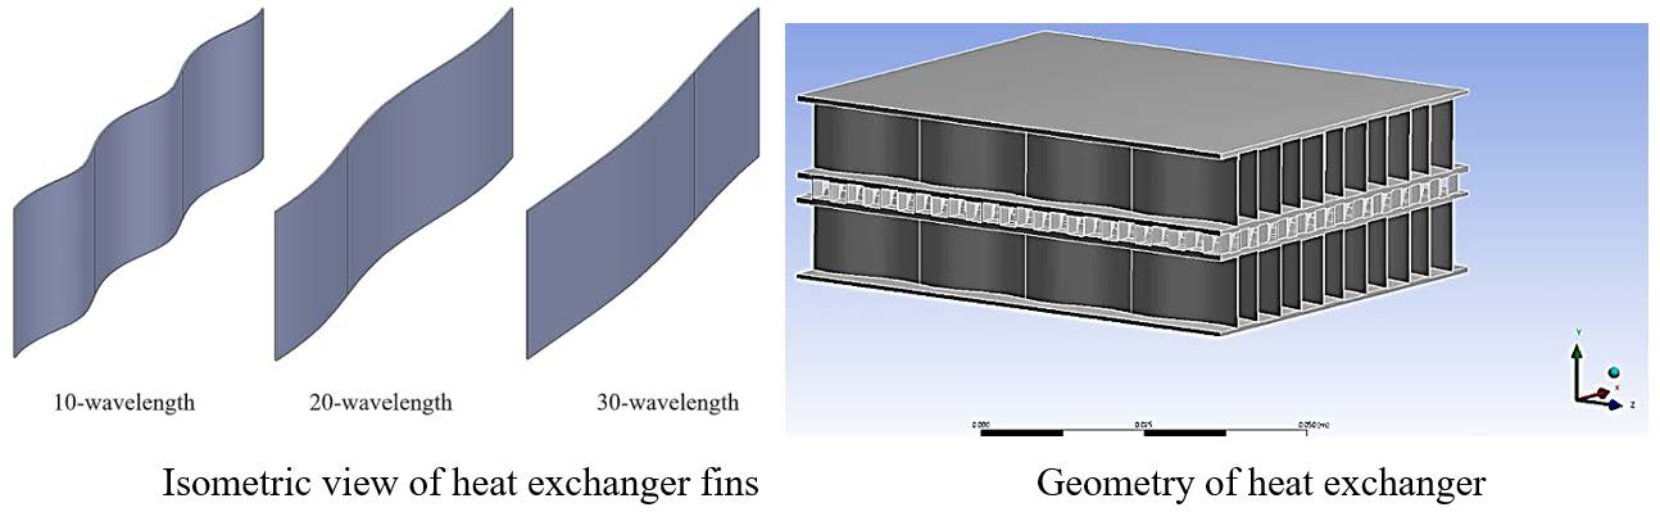 10-wavelength
20-wavelength
30-wavelength
Y
X
Z
0.000
0.025
0.050 (m)
Isometric view of heat exchanger fins
Geometry of heat exchanger